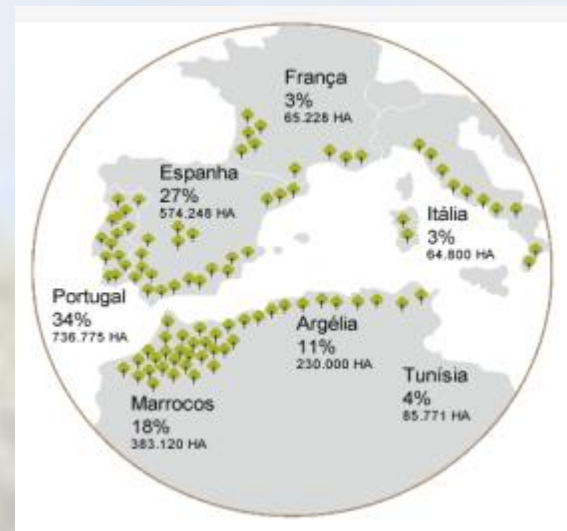 França
3%
65.228 HA
Espanha
27%
574.248 HA
Itália
3%
64.800 HA
Portugal
34%
736.775 HA
Argélia
11%
230.000 HA
Tunísia
4%
85.771 HA
Marrocos
18%
383.120 HA